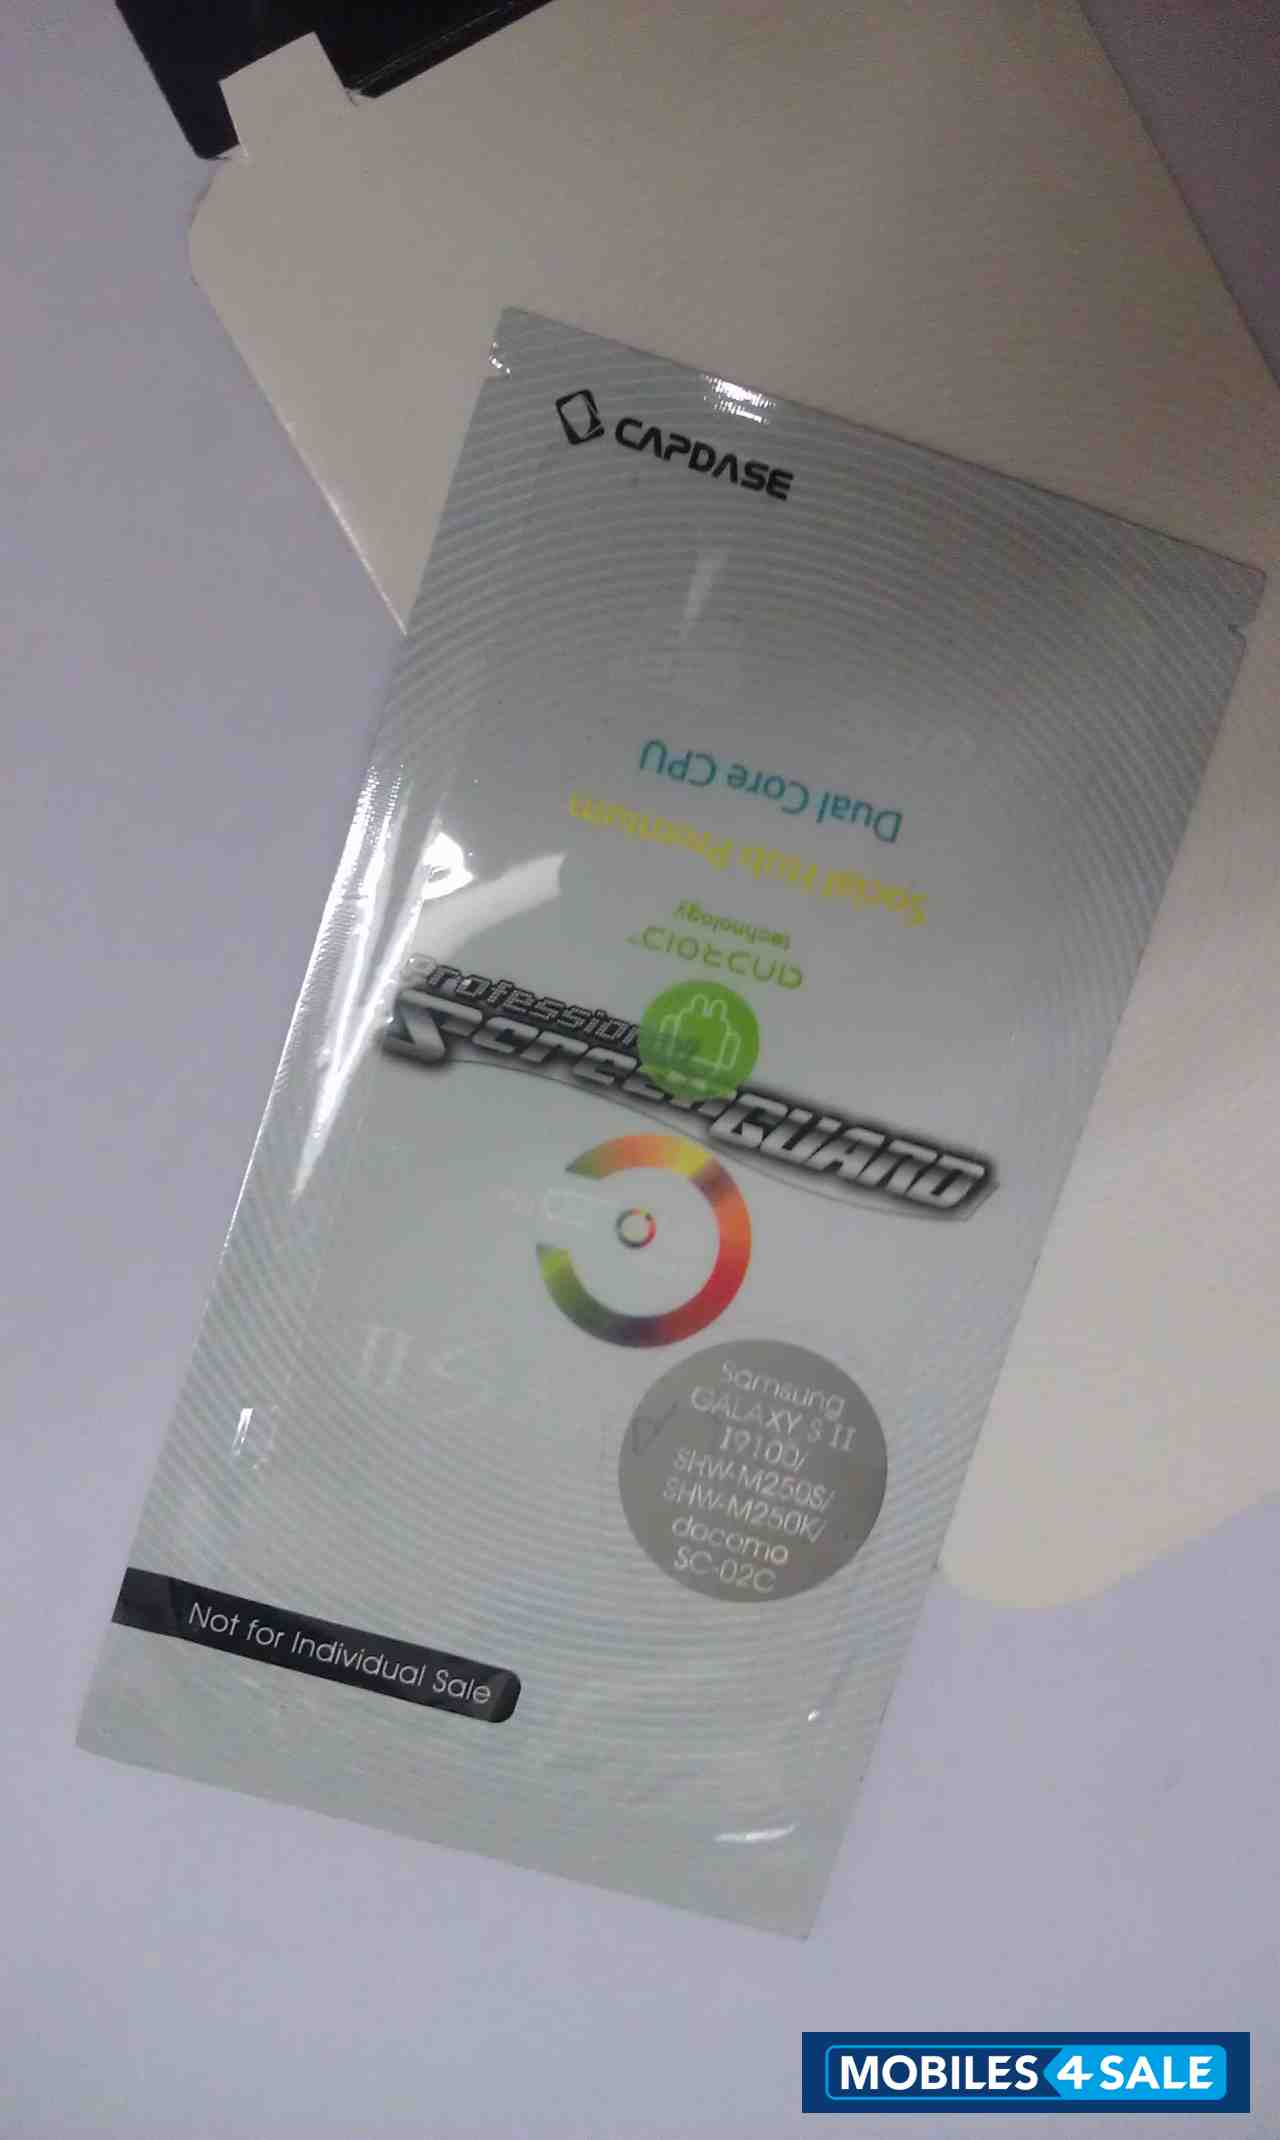 CAPDASE
Dual Core CPU
Social Hub Premium
technology
ANDROID™
Professional
ScreenGUARD
Samsung
GALAXY S II
I9100/
SHW-M250S/
SHW-M250K/
docomo
SC-02C
Not for Individual Sale
MOBILES 4 SALE